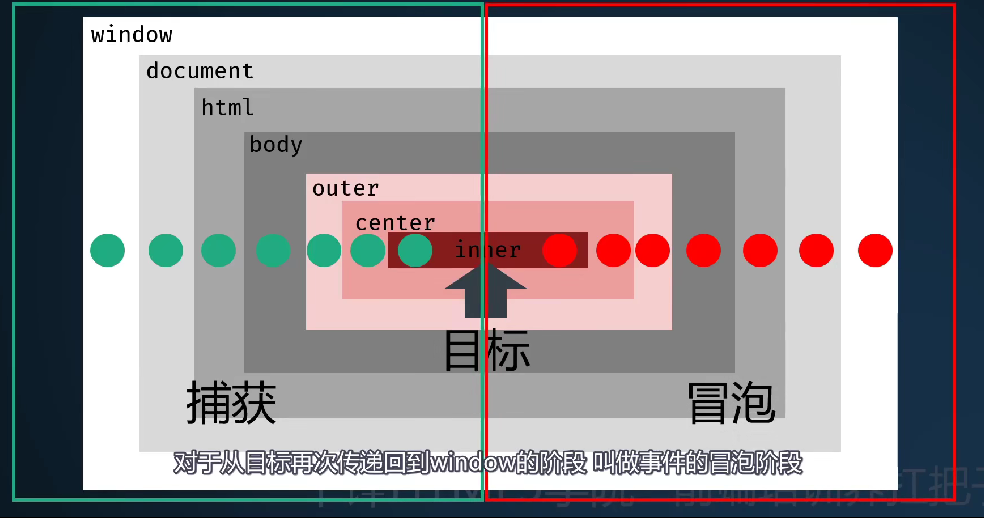 window
document
html
body
outer
center
inner
目标
捕获
冒泡
对于从目标再次传递回到window的阶段 叫做事件的冒泡阶段